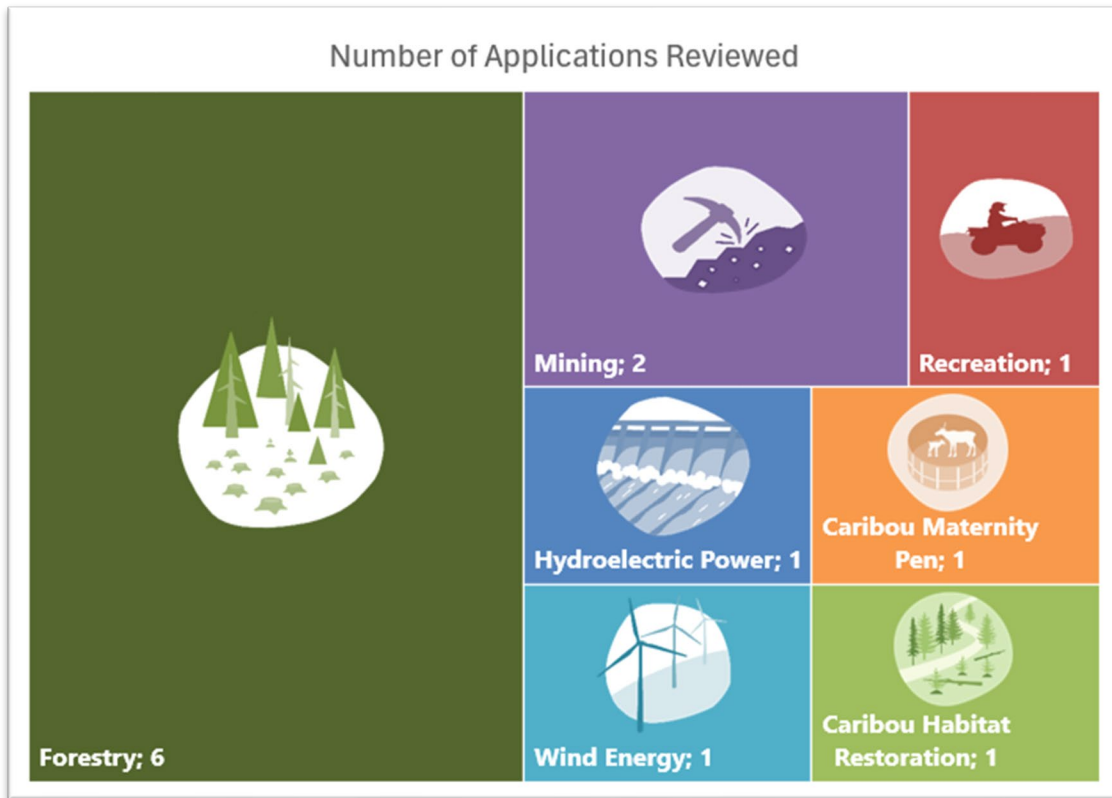 Number of Applications Reviewed
Mining; 2
Recreation; 1
Hydroelectric Power; 1
Caribou Maternity
Pen; 1
Forestry; 6
Wind Energy; 1
Caribou Habitat
Restoration; 1